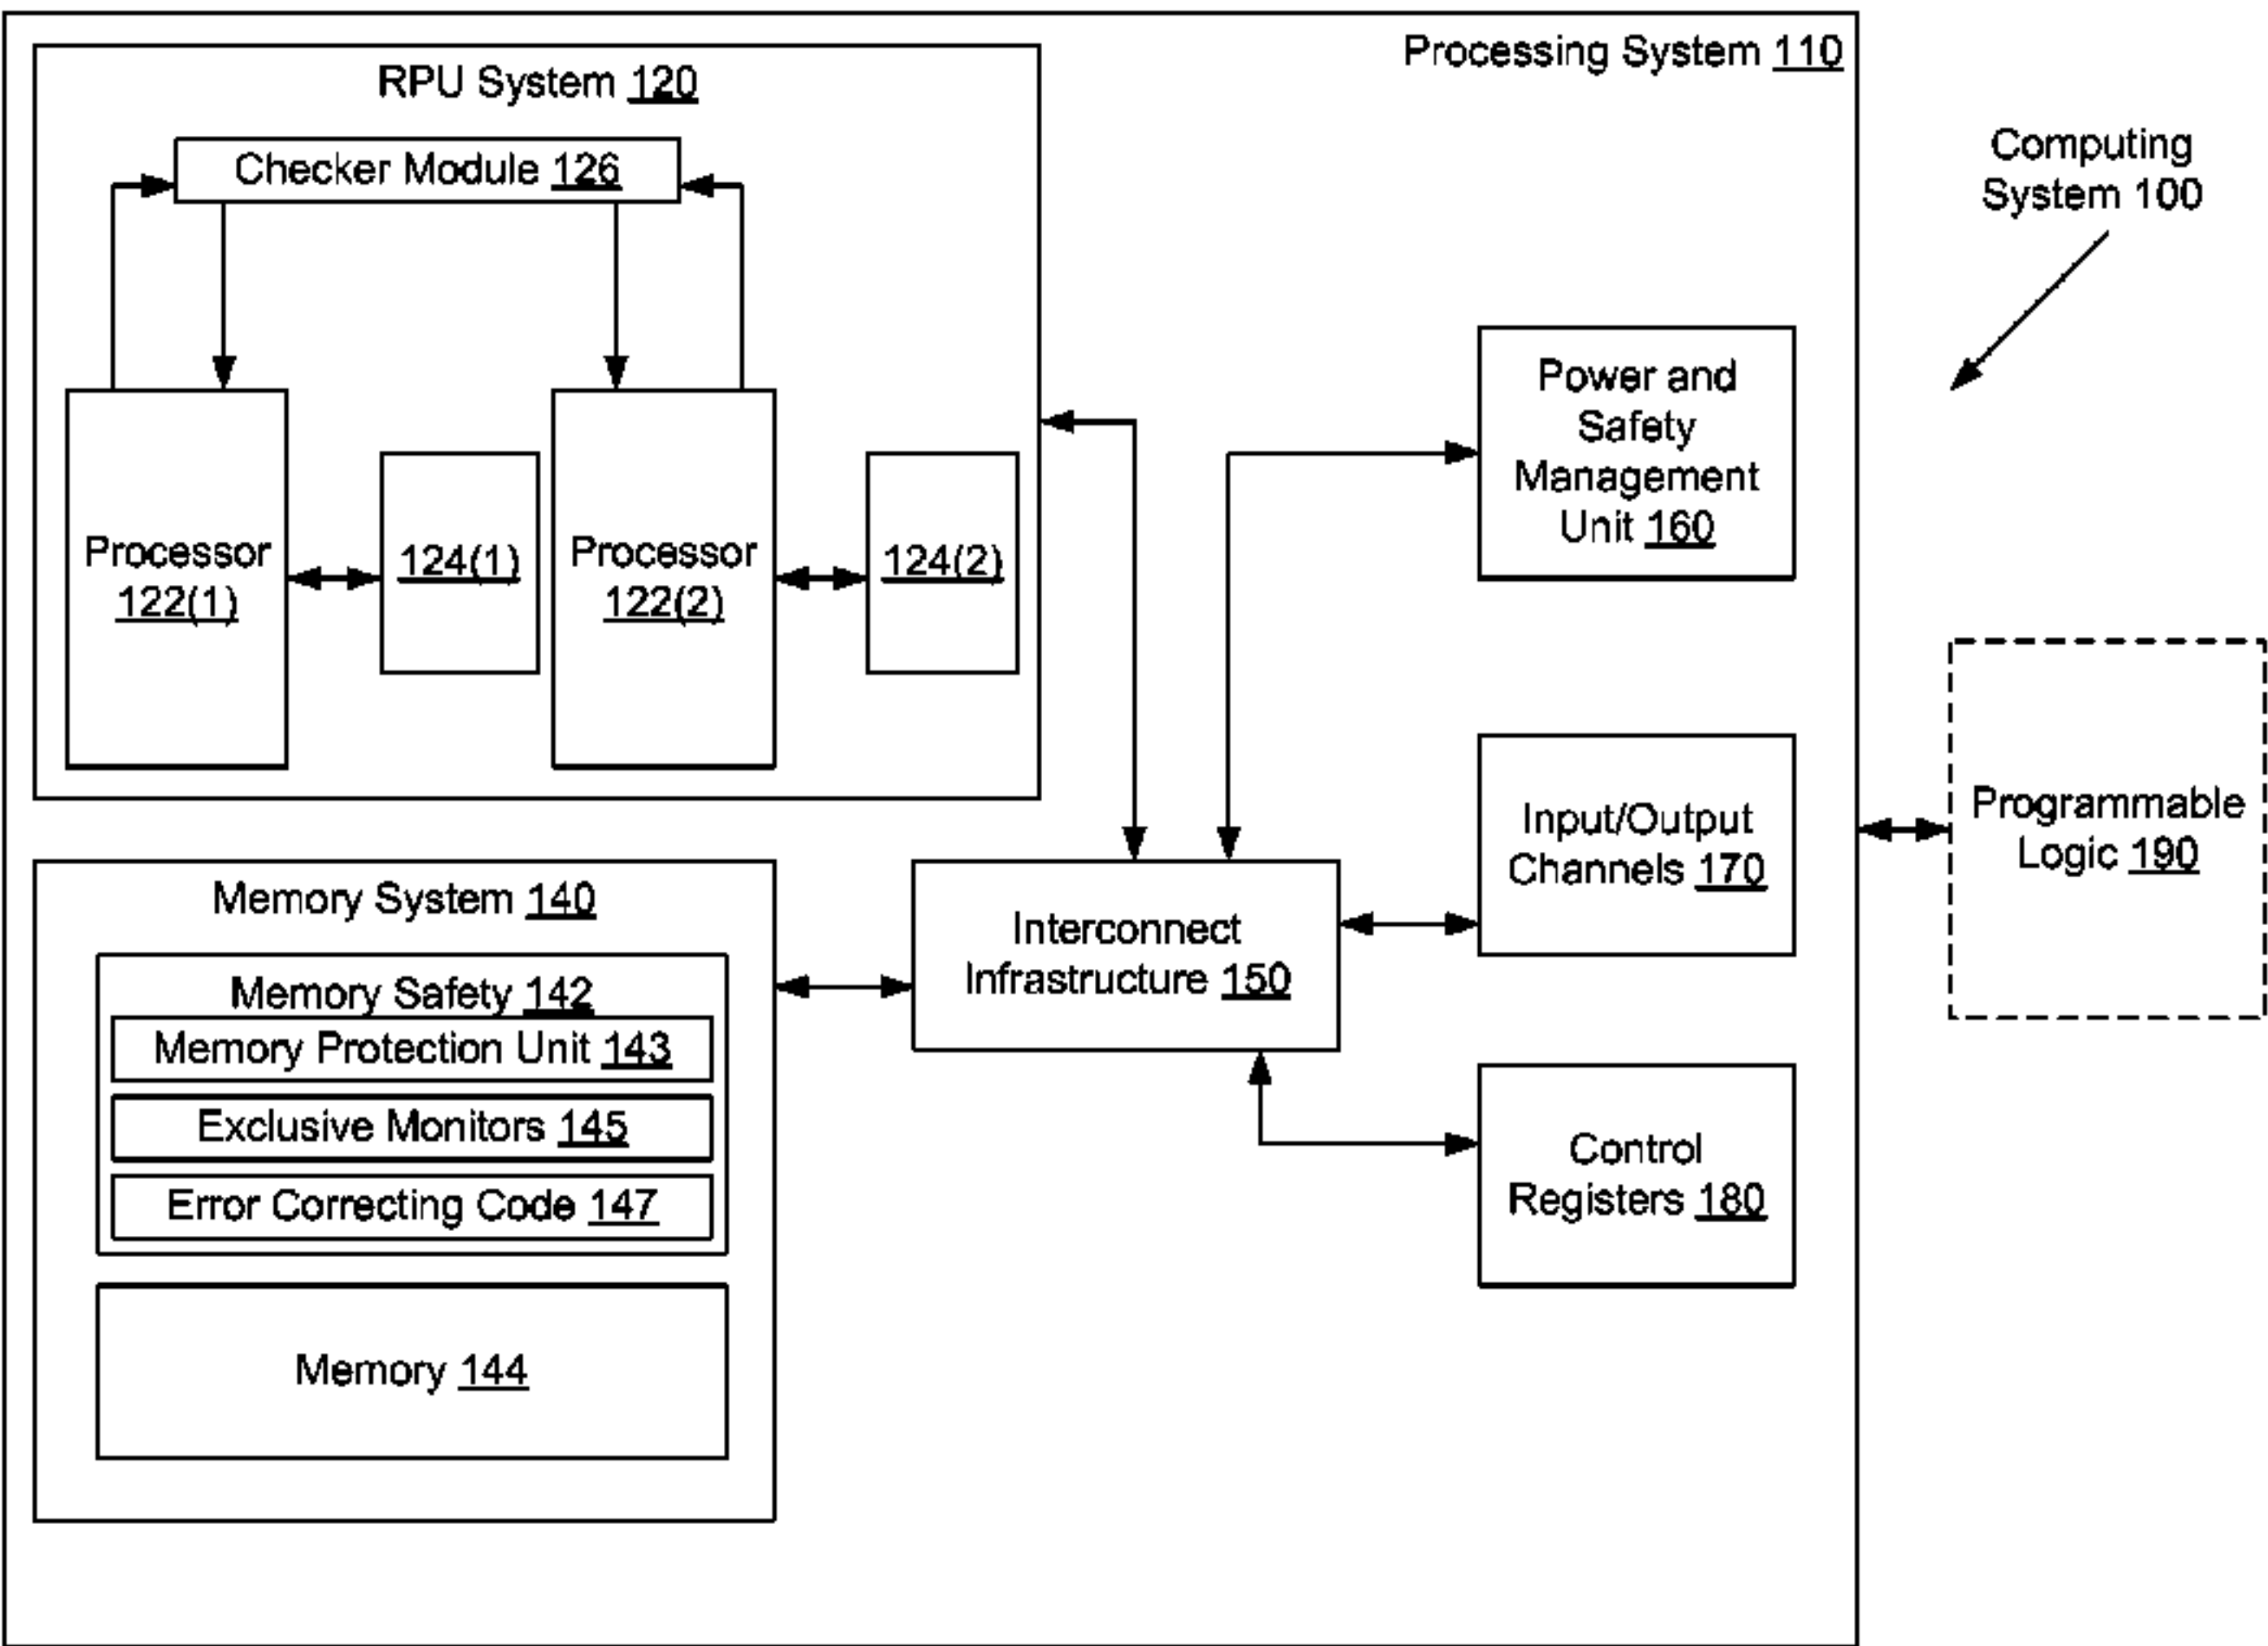 Processing System 110
RPU System 120
Checker Module 126
Processor
122(1)
124(1)
Processor
122(2)
124(2)
Computing
System 100
Power and
Safety
Management
Unit 160
Input/Output
Channels 170
Programmable
Logic 190
Interconnect
Infrastructure 150
Control
Registers 180
Memory System 140
Memory Safety 142
Memory Protection Unit 143
Exclusive Monitors 145
Error Correcting Code 147
Memory 144